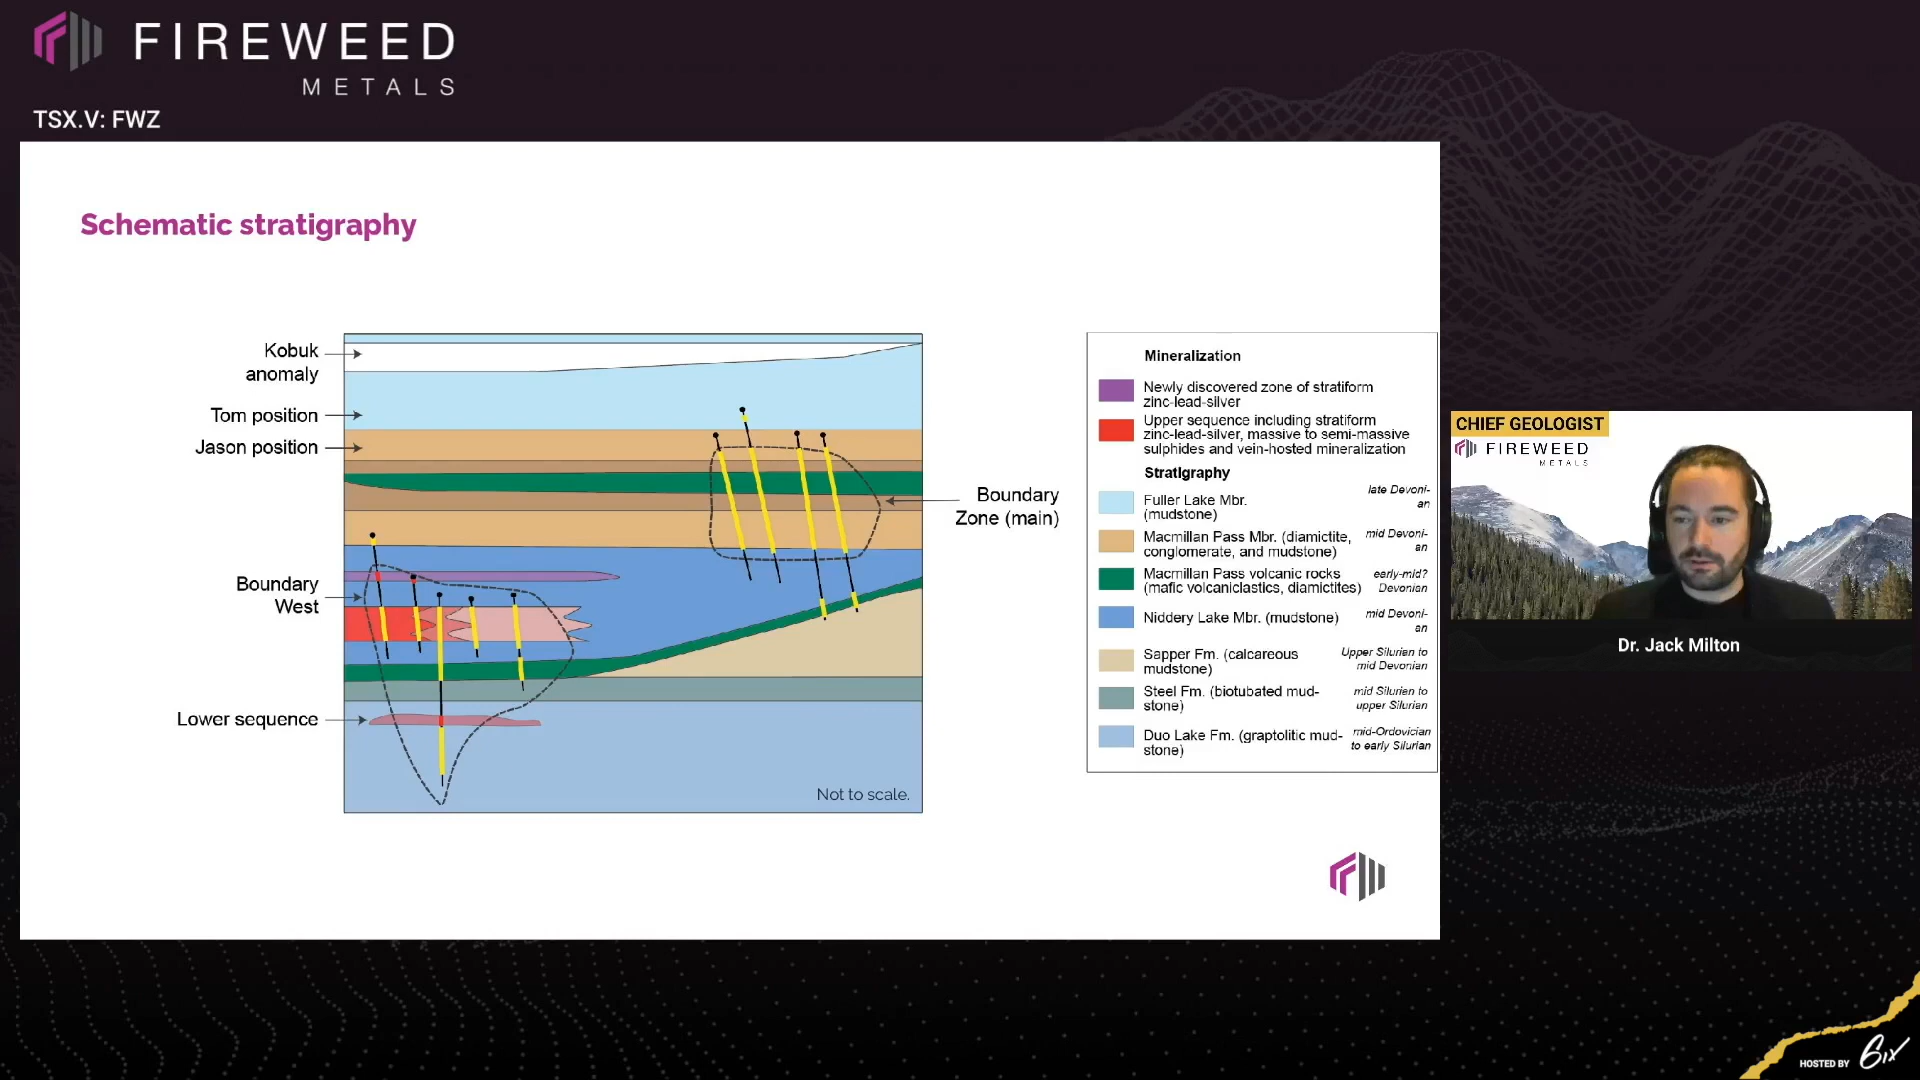 FIREWEED
METALS
TSX.V: FWZ
Schematic stratigraphy
Kobuk
anomaly
Tom position
Jason position
Boundary
West
Lower sequence
Boundary
Zone (main)
Not to scale.
Mineralization
Newly discovered zone of stratiform
zinc-lead-silver
Upper sequence including stratiform
zinc-lead-silver, massive to semi-massive
sulphides and vein-hosted mineralization
Stratigraphy
Fuller Lake Mbr.
(mudstone)
late Devoni-
an
Macmillan Pass Mbr. (diamictite,
conglomerate, and mudstone)
mid Devoni-
an
Macmillan Pass volcanic rocks
(mafic volcaniclastics, diamictites)
early-mid?
Devonian
Niddery Lake Mbr. (mudstone)
mid Devoni-
an
Sapper Fm. (calcareous
mudstone)
Upper Silurian to
mid Devonian
Steel Fm. (biotubated mud-
stone)
mid Silurian to
upper Silurian
Duo Lake Fm. (graptolitic mud-
stone)
mid-Ordovician
to early Silurian
CHIEF GEOLOGIST
FIREWEED
METALS
Dr. Jack Milton
HOSTED BY 6ix